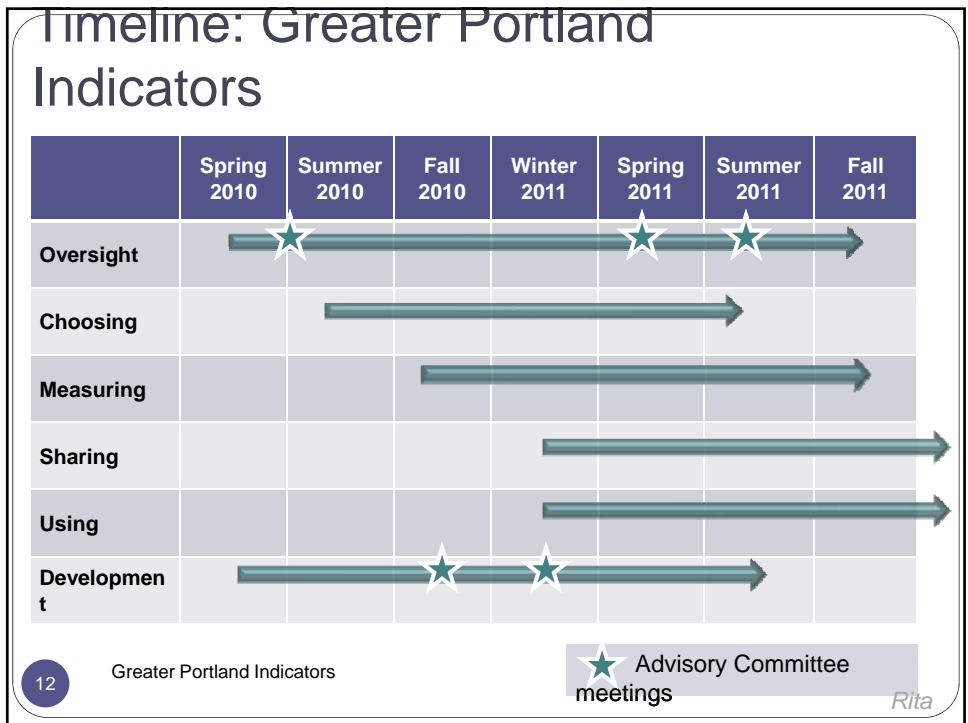 Timeline: Greater Portland
Indicators
Spring 2010 Summer 2010 Fall 2010 Winter 2011 Spring 2011 Summer 2011 Fall 2011
Oversight
Choosing
Measuring
Sharing
Using
Developmen
t
12 Greater Portland Indicators
Advisory Committee
meetings
Rita